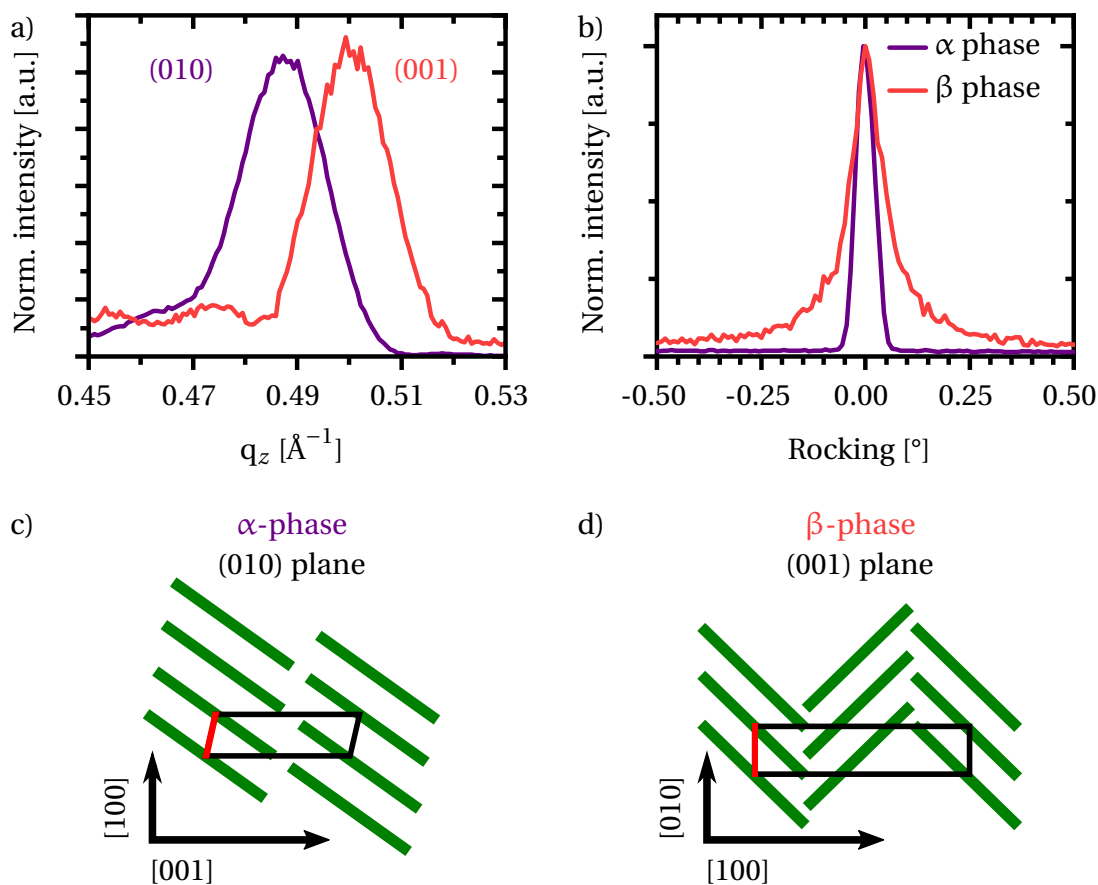 a)
(010)
(001)
Norm. intensity [a.u.]
0.45 0.47 0.49 0.51 0.53
q_z [Å⁻¹]
b)
α phase
β phase
Norm. intensity [a.u.]
-0.50 -0.25 0.00 0.25 0.50
Rocking [°]
c)
α-phase
(010) plane
[100]
[001]
d)
β-phase
(001) plane
[010]
[100]